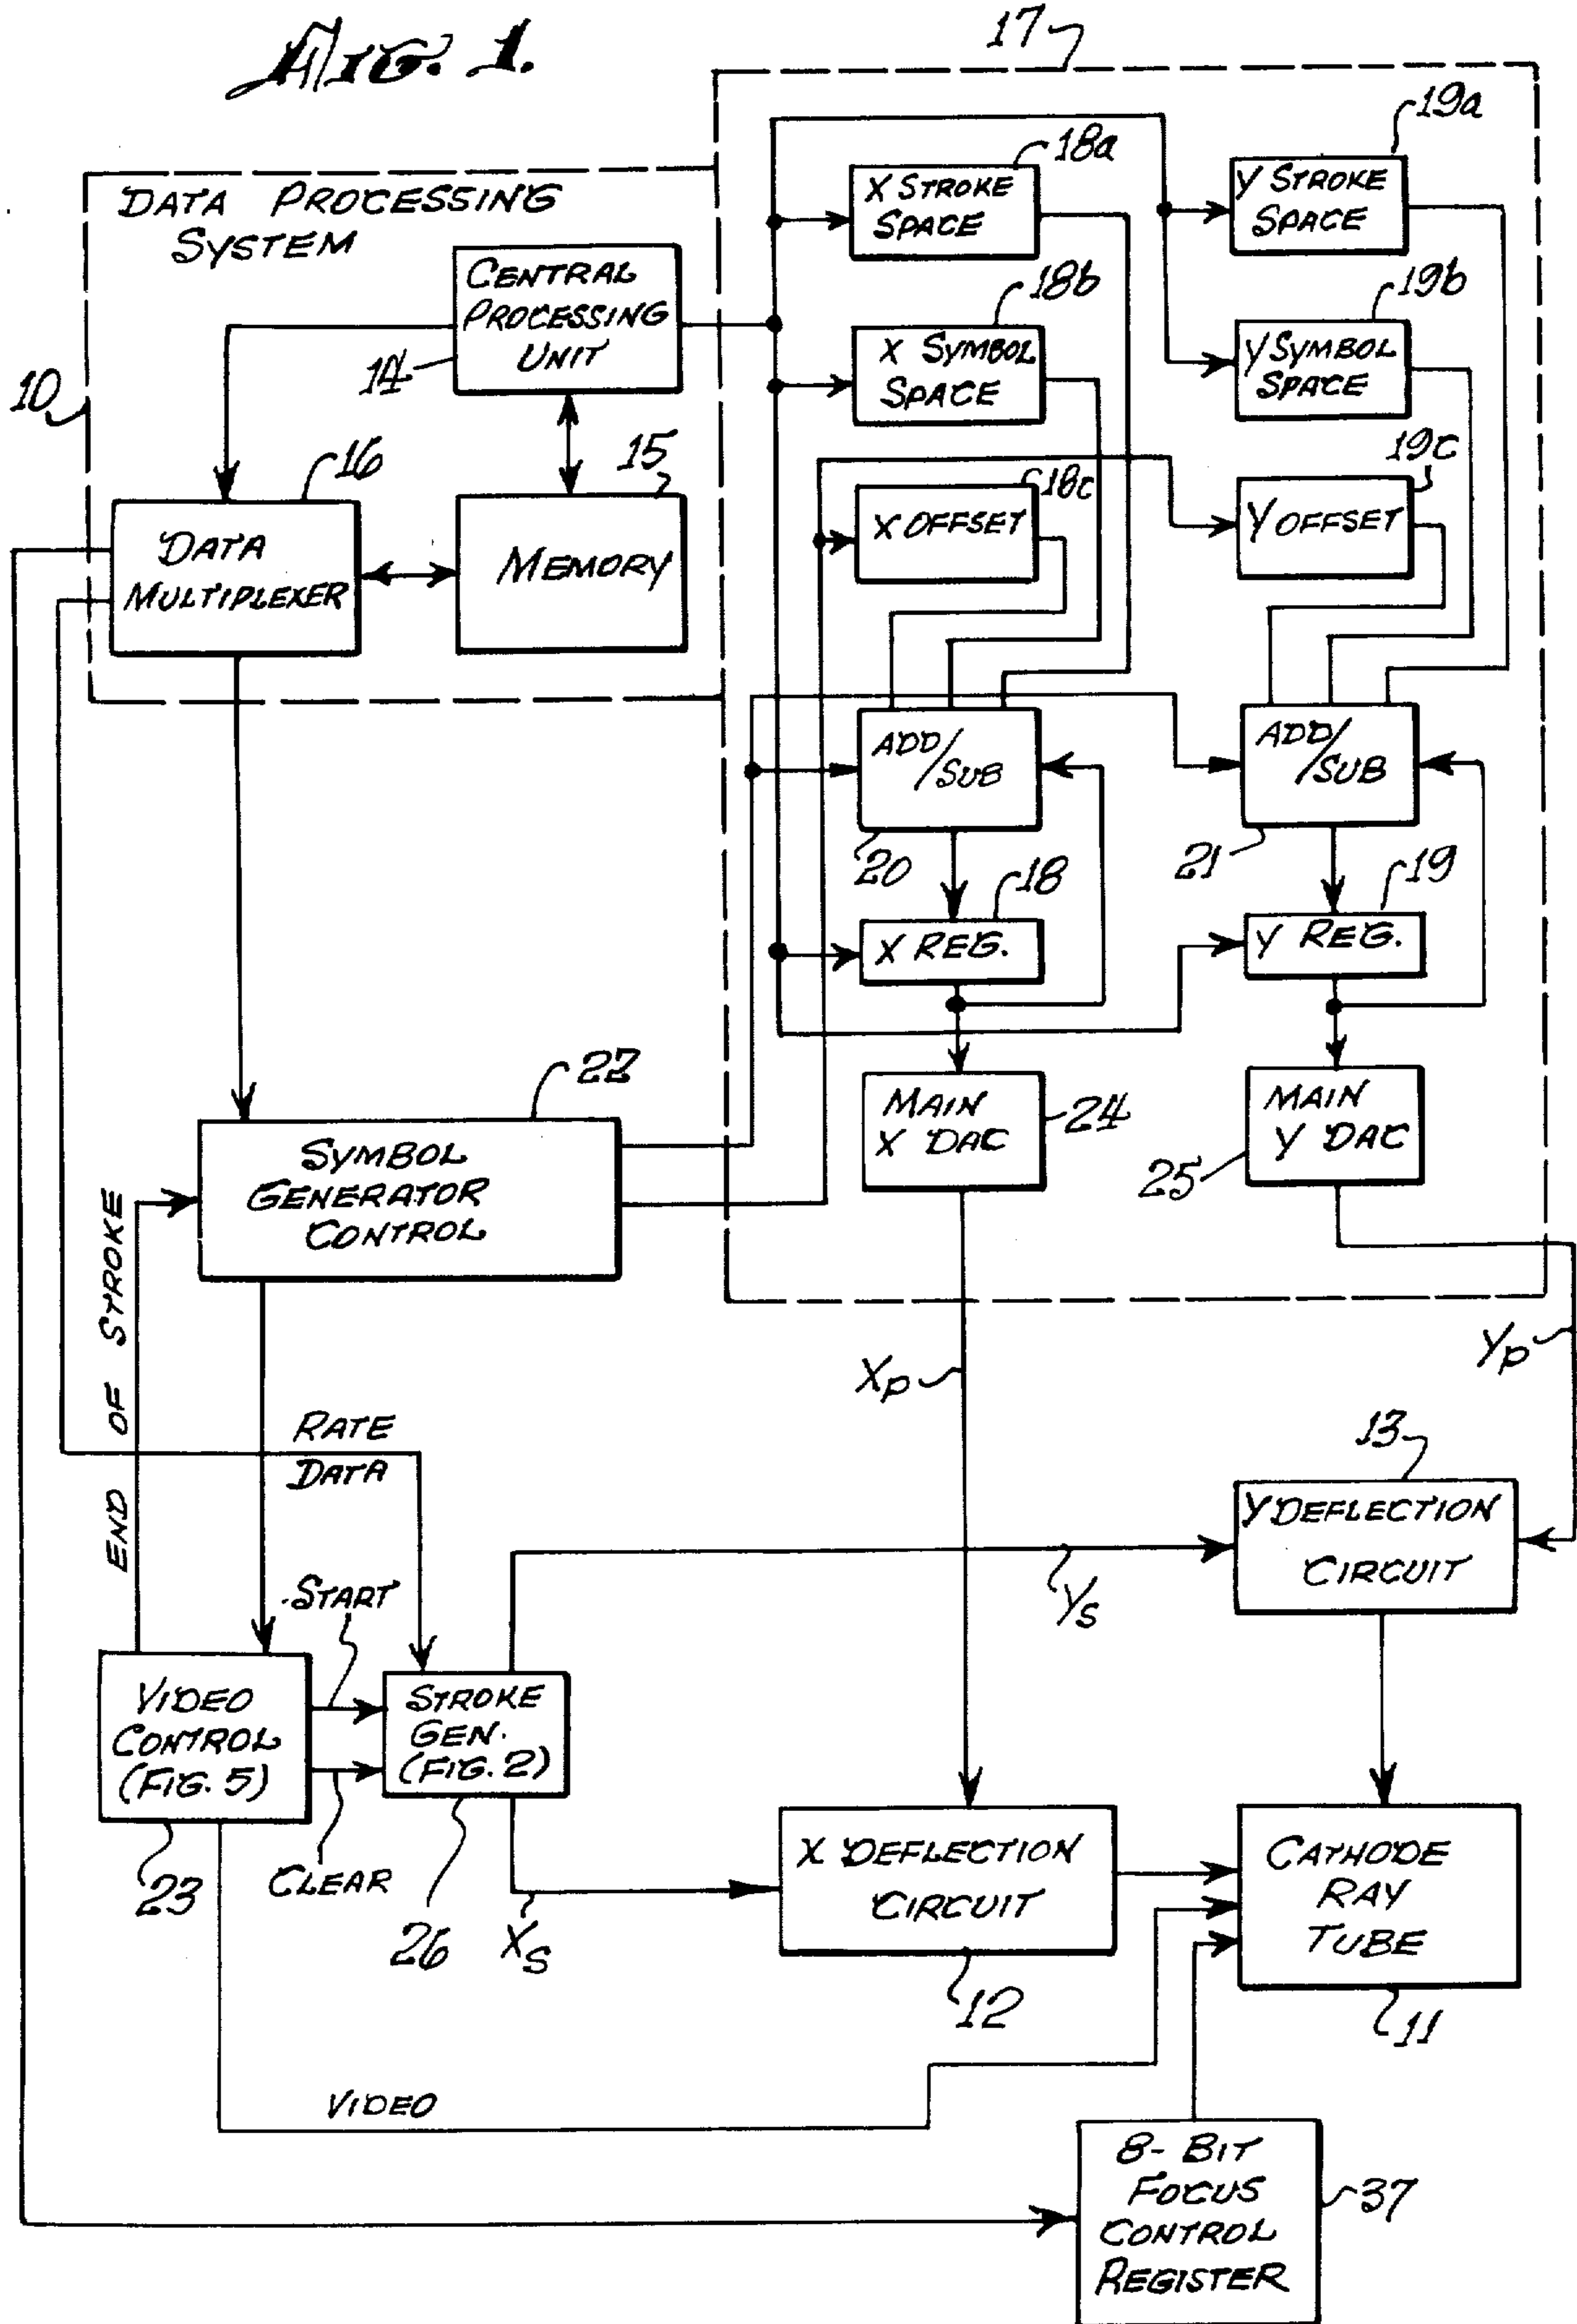 FIG. 1.
17
DATA PROCESSING
SYSTEM
10
CENTRAL
PROCESSING
UNIT
14
16
DATA
MULTIPLEXER
15
MEMORY
18a
X STROKE
SPACE
19a
Y STROKE
SPACE
18b
X SYMBOL
SPACE
19b
Y SYMBOL
SPACE
18c
X OFFSET
19c
Y OFFSET
ADD/
SUB
20
ADD/
SUB
21
18
X REG.
19
Y REG.
22
SYMBOL
GENERATOR
CONTROL
MAIN
X DAC
24
MAIN
Y DAC
25
END OF STROKE
Xp
Yp
RATE
DATA
13
Y DEFLECTION
CIRCUIT
START
Ys
VIDEO
CONTROL
(FIG. 5)
23
CLEAR
STROKE
GEN.
(FIG. 2)
26
Xs
X DEFLECTION
CIRCUIT
12
CATHODE
RAY
TUBE
11
VIDEO
8-BIT
FOCUS
CONTROL
REGISTER
37